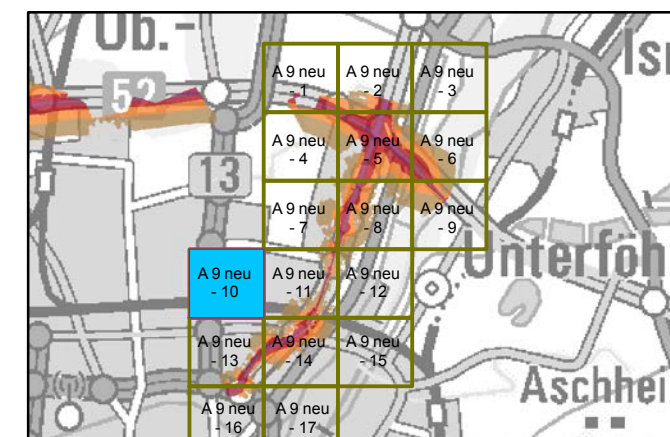 Ob.-
Isr
52
A 9 neu
- 1
A 9 neu
- 2
A 9 neu
- 3
A 9 neu
- 4
A 9 neu
- 5
A 9 neu
- 6
13
A 9 neu
- 7
A 9 neu
- 8
A 9 neu
- 9
Unterföh
A 9 neu
- 10
A 9 neu
- 11
A 9 neu
- 12
A 9 neu
- 13
A 9 neu
- 14
A 9 neu
- 15
Aschhei
A 9 neu
- 16
A 9 neu
- 17